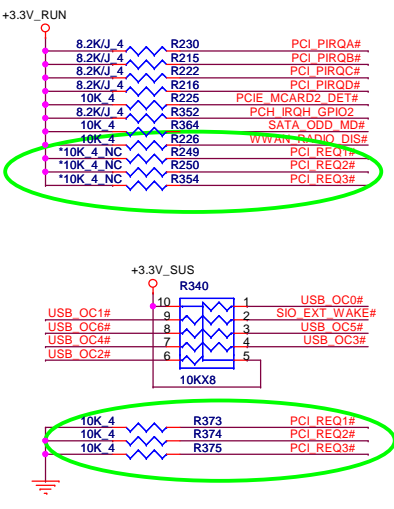 +3.3V_RUN
8.2K/J_4 R230 PCI_PIRQA#
8.2K/J_4 R215 PCI_PIRQB#
8.2K/J_4 R222 PCI_PIRQC#
8.2K/J_4 R216 PCI_PIRQD#
10K_4 R225 PCIE_MCARD2_DET#
8.2K/J_4 R352 PCH_IRQH_GPIO2
10K_4 R364 SATA_ODD_MD#
10K_4 R226 WWAN_RADIO_DIS#
*10K_4_NC R249 PCI_REQ1#
*10K_4_NC R250 PCI_REQ2#
*10K_4_NC R354 PCI_REQ3#
+3.3V_SUS
R340
10 1 USB_OC0#
USB_OC1# 9 2 SIO_EXT_WAKE#
USB_OC6# 8 3 USB_OC5#
USB_OC4# 7 4 USB_OC3#
USB_OC2# 6 5
10KX8
10K_4 R373 PCI_REQ1#
10K_4 R374 PCI_REQ2#
10K_4 R375 PCI_REQ3#